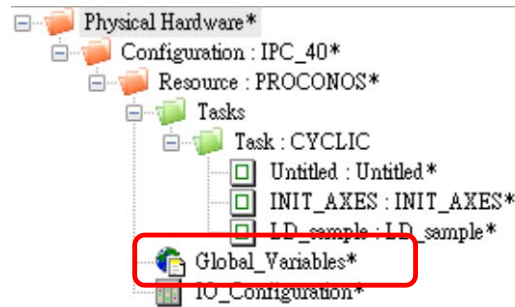 Physical Hardware*
Configuration : IPC_40*
Resource : PROCONOS*
Tasks
Task : CYCLIC
Untitled : Untitled*
INIT_AXES : INIT_AXES*
LD_sample : LD_sample*
Global_Variables*
IO_Configuration*